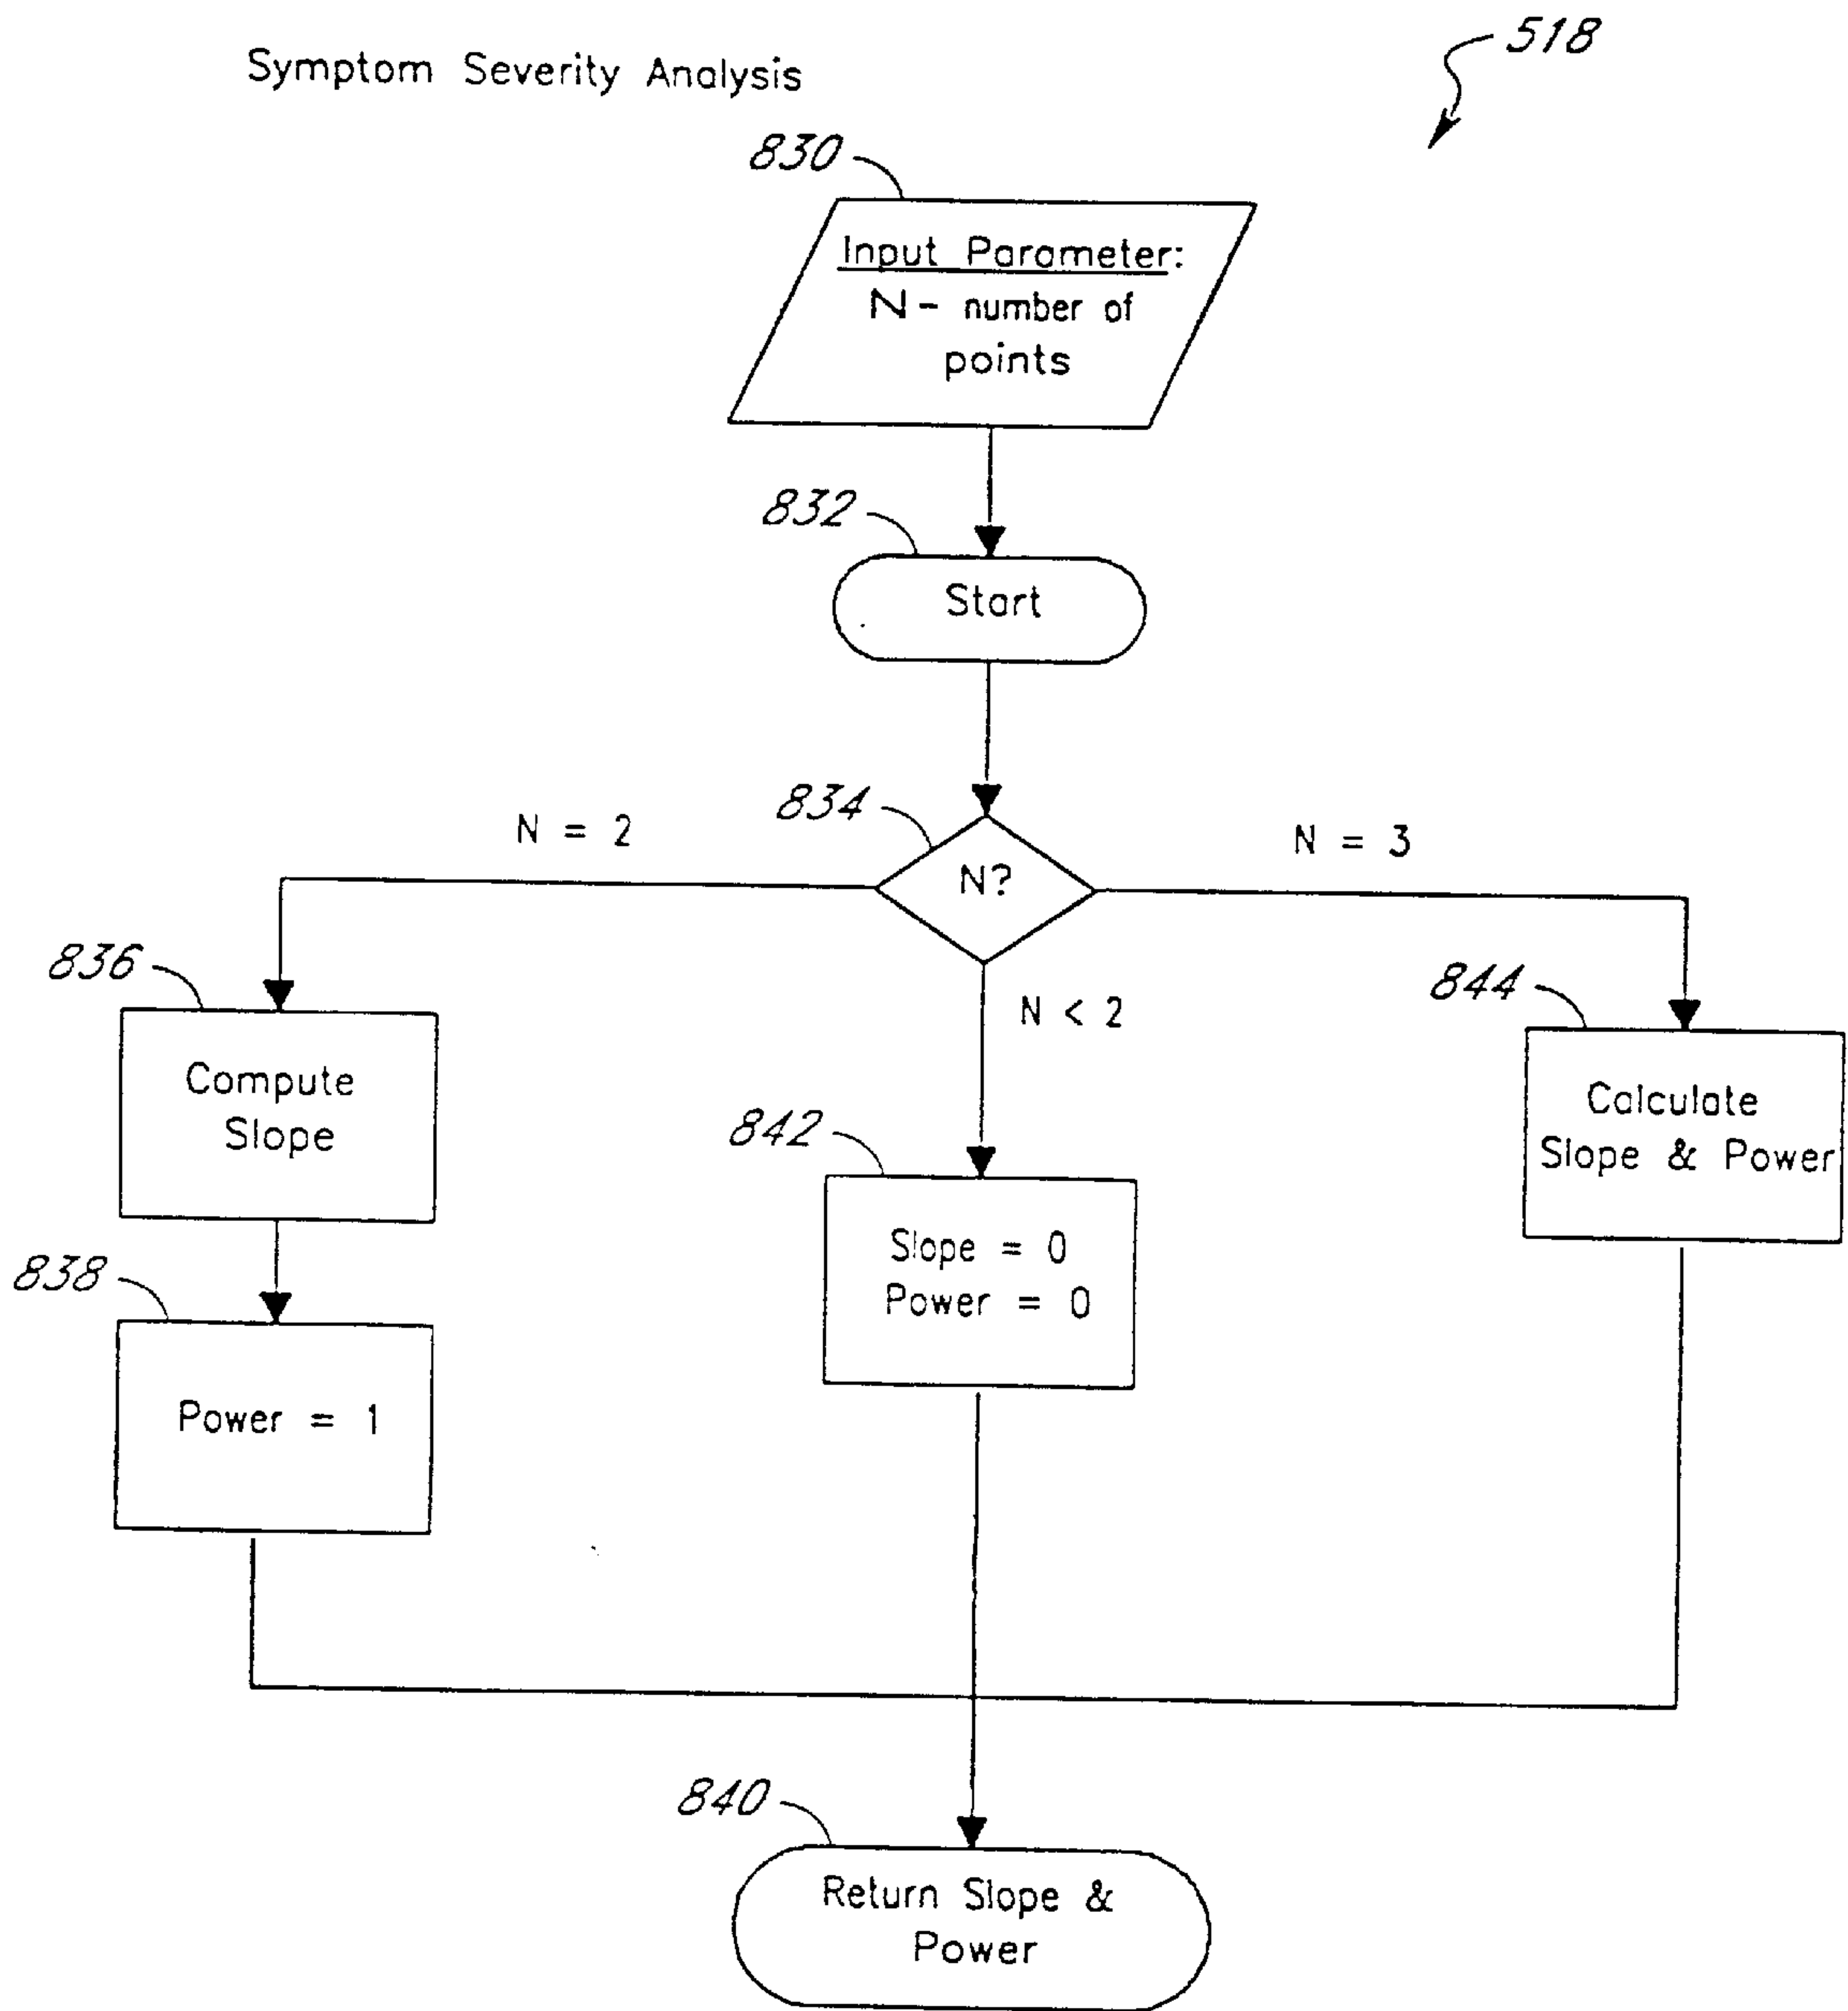 Symptom Severity Analysis
518
830
Input Parameter:
N- number of
points
832
Start
834
N = 2
N?
N = 3
N < 2
836
Compute
Slope
842
Slope = 0
Power = 0
844
Calculate
Slope & Power
838
Power = 1
840
Return Slope &
Power